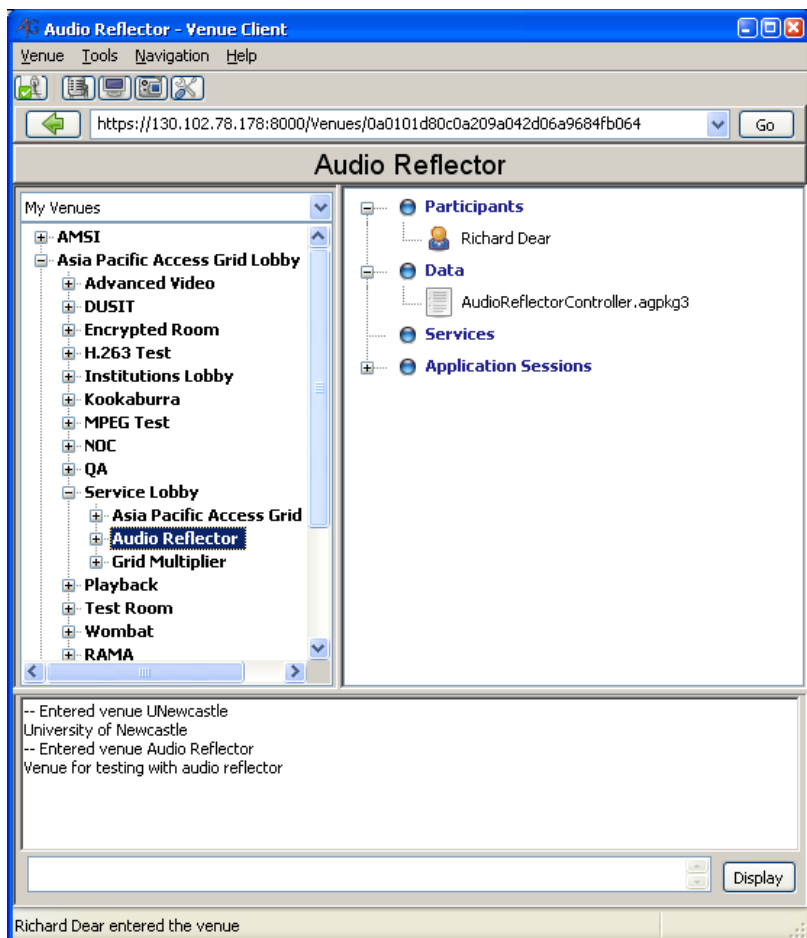 Audio Reflector - Venue Client
Venue Tools Navigation Help
https://130.102.78.178:8000/Venues/0a0101d80c0a209a042d06a9684fb064
Go
Audio Reflector
My Venues
AMSI
Asia Pacific Access Grid Lobby
Advanced Video
DUSIT
Encrypted Room
H.263 Test
Institutions Lobby
Kookaburra
MPEG Test
NOC
QA
Service Lobby
Asia Pacific Access Grid
Audio Reflector
Grid Multiplier
Playback
Test Room
Wombat
RAMA
Participants
Richard Dear
Data
AudioReflectorController.agpkg3
Services
Application Sessions
-- Entered venue UNewcastle
University of Newcastle
-- Entered venue Audio Reflector
Venue for testing with audio reflector
Display
Richard Dear entered the venue